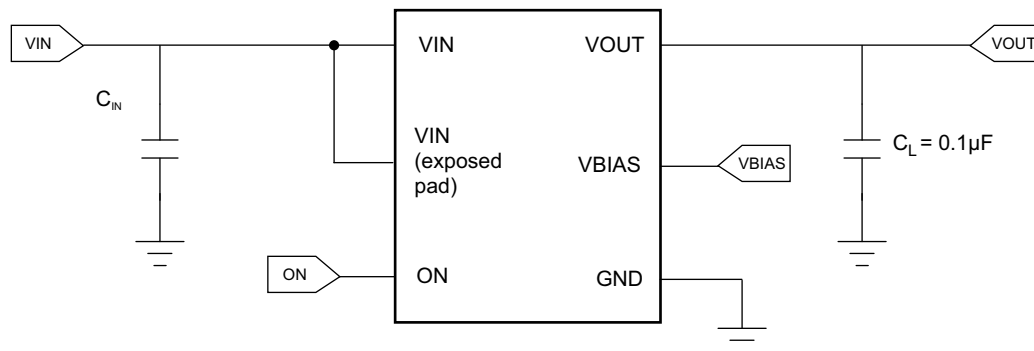 VIN
VIN
VOUT
VOUT
C_IN
VIN
(exposed
pad)
VBIAS
VBIAS
C_L = 0.1µF
ON
ON
GND